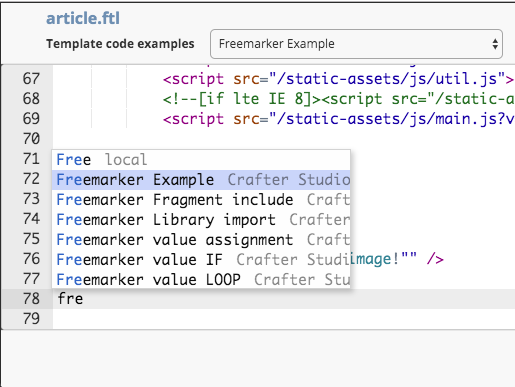 article.ftl
Template code examples Freemarker Example
67 <script src="/static-assets/js/util.js">
68 <!--[if lte IE 8]><script src="/static-a
69 <script src="/static-assets/js/main.js?v
70
71 Free local
72 Freemarker Example Crafter Studio
73 Freemarker Fragment include Craft
74 Freemarker Library import Crafter
75 Freemarker value assignment Craft
76 Freemarker value IF Crafter Studi image!"" />
77 Freemarker value LOOP Crafter Stu
78 fre
79